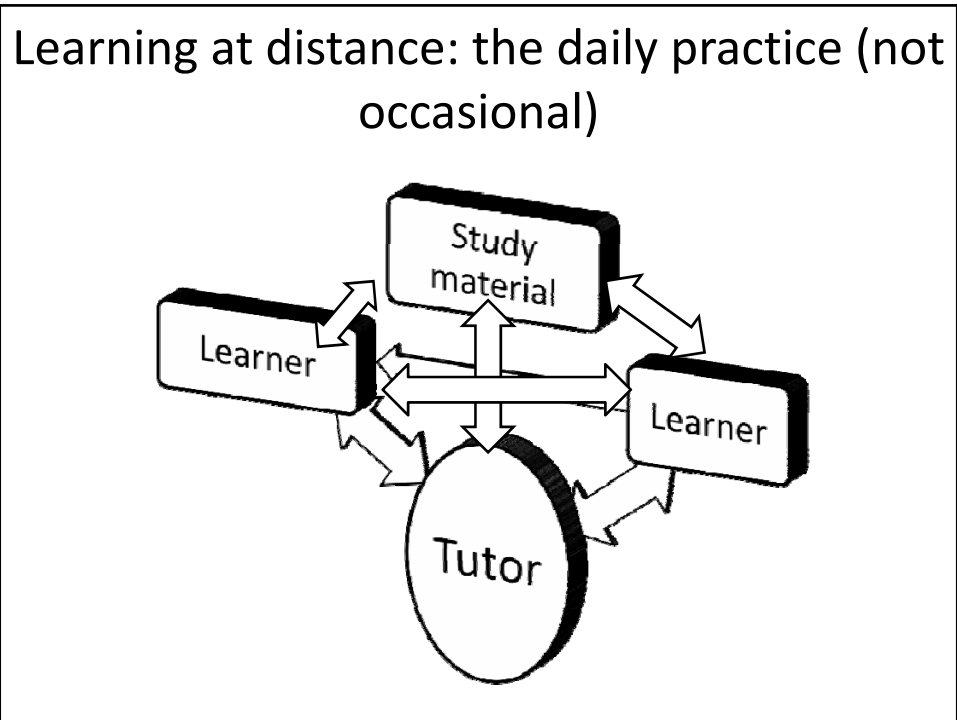 Learning at distance: the daily practice (not
occasional)
Study
material
Learner
Learner
Tutor